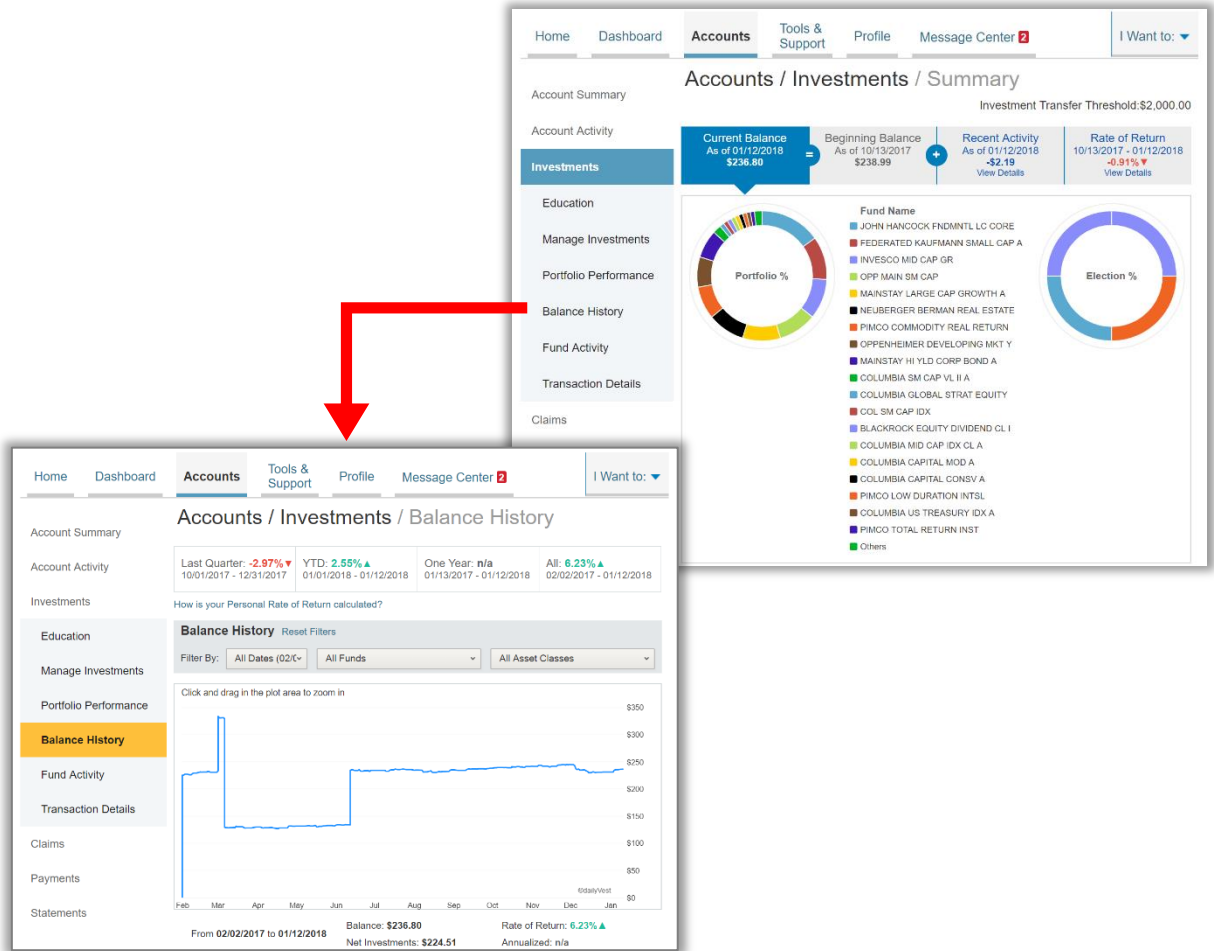 Home Dashboard Accounts Tools & Support Profile Message Center 2 I Want to:
Accounts / Investments / Summary
Investment Transfer Threshold:$2,000.00
Account Summary
Account Activity
Investments
Education
Manage Investments
Portfolio Performance
Balance History
Fund Activity
Transaction Details
Claims
Current Balance
As of 01/12/2018
$236.80
=
Beginning Balance
As of 10/13/2017
$238.99
+
Recent Activity
As of 01/12/2018
-$2.19
View Details
Rate of Return
10/13/2017 - 01/12/2018
-0.91%▼
View Details
Portfolio %
Fund Name
JOHN HANCOCK FNDMNTL LC CORE
FEDERATED KAUFMANN SMALL CAP A
INVESCO MID CAP GR
OPP MAIN SM CAP
MAINSTAY LARGE CAP GROWTH A
NEUBERGER BERMAN REAL ESTATE
PIMCO COMMODITY REAL RETURN
OPPENHEIMER DEVELOPING MKT Y
MAINSTAY HI YLD CORP BOND A
COLUMBIA SM CAP VL II A
COLUMBIA GLOBAL STRAT EQUITY
COL SM CAP IDX
BLACKROCK EQUITY DIVIDEND CL I
COLUMBIA MID CAP IDX CL A
COLUMBIA CAPITAL MOD A
COLUMBIA CAPITAL CONSV A
PIMCO LOW DURATION INTSL
COLUMBIA US TREASURY IDX A
PIMCO TOTAL RETURN INST
Others
Election %
Home Dashboard Accounts Tools & Support Profile Message Center 2 I Want to:
Accounts / Investments / Balance History
Account Summary
Account Activity
Investments
Education
Manage Investments
Portfolio Performance
Balance History
Fund Activity
Transaction Details
Claims
Payments
Statements
Last Quarter: -2.97%▼
10/01/2017 - 12/31/2017
YTD: 2.55%▲
01/01/2018 - 01/12/2018
One Year: n/a
01/13/2017 - 01/12/2018
All: 6.23%▲
02/02/2017 - 01/12/2018
How is your Personal Rate of Return calculated?
Balance History Reset Filters
Filter By: All Dates (02/0 All Funds All Asset Classes
Click and drag in the plot area to zoom in
$350
$300
$250
$200
$150
$100
$50
©dailyVest
$0
Feb Mar Apr May Jun Jul Aug Sep Oct Nov Dec Jan
From 02/02/2017 to 01/12/2018
Balance: $236.80
Net Investments: $224.51
Rate of Return: 6.23%▲
Annualized: n/a